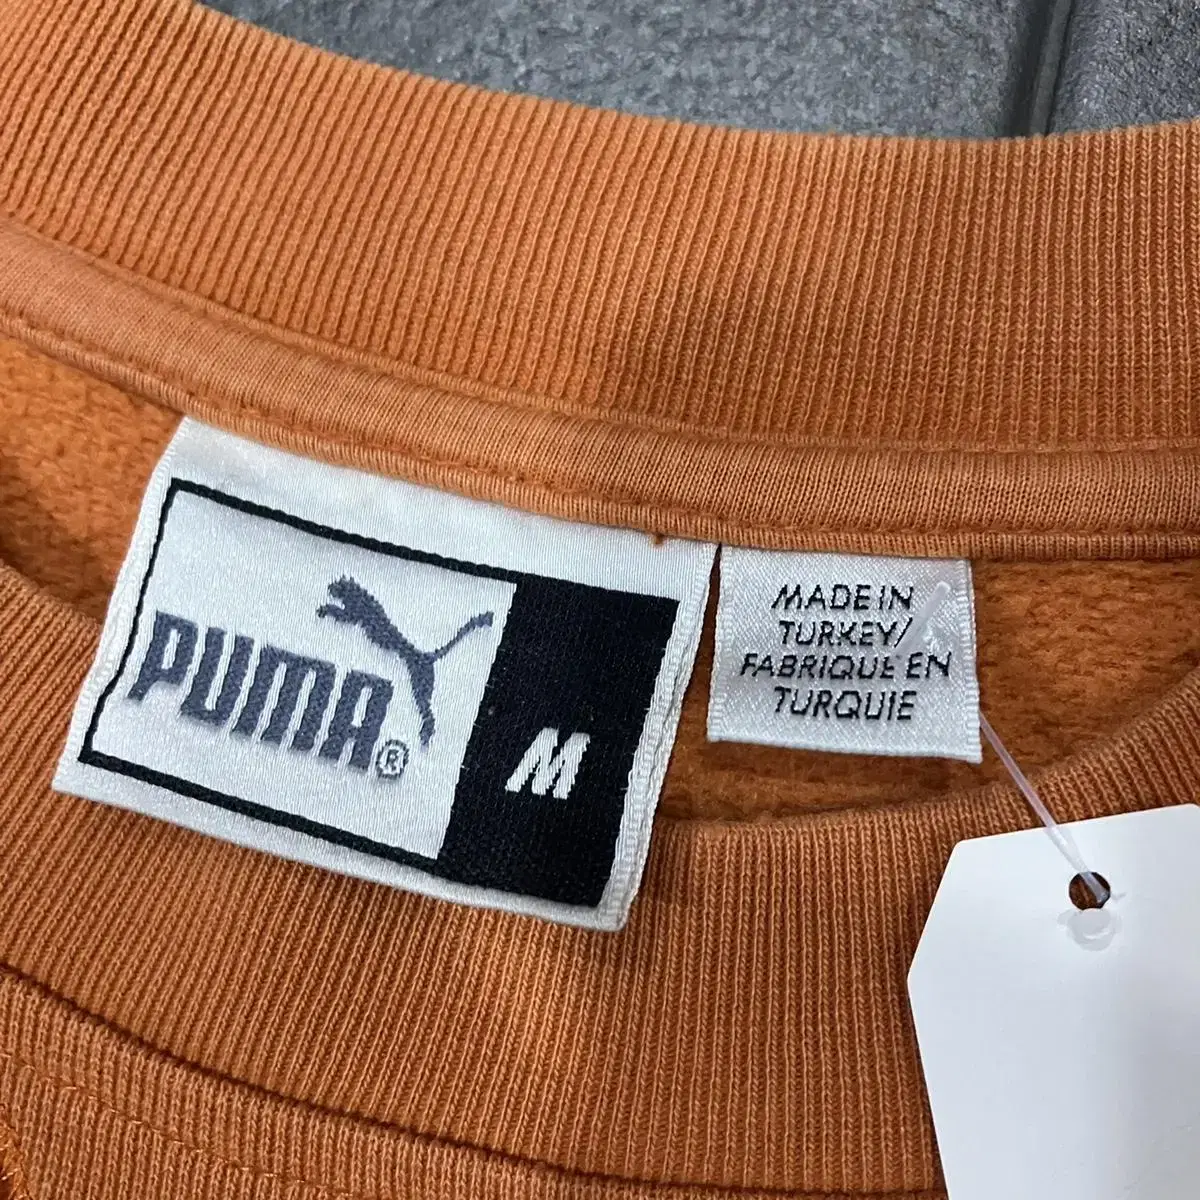 PUMA®
M
MADE IN
TURKEY/
FABRIQUE EN
TURQUIE